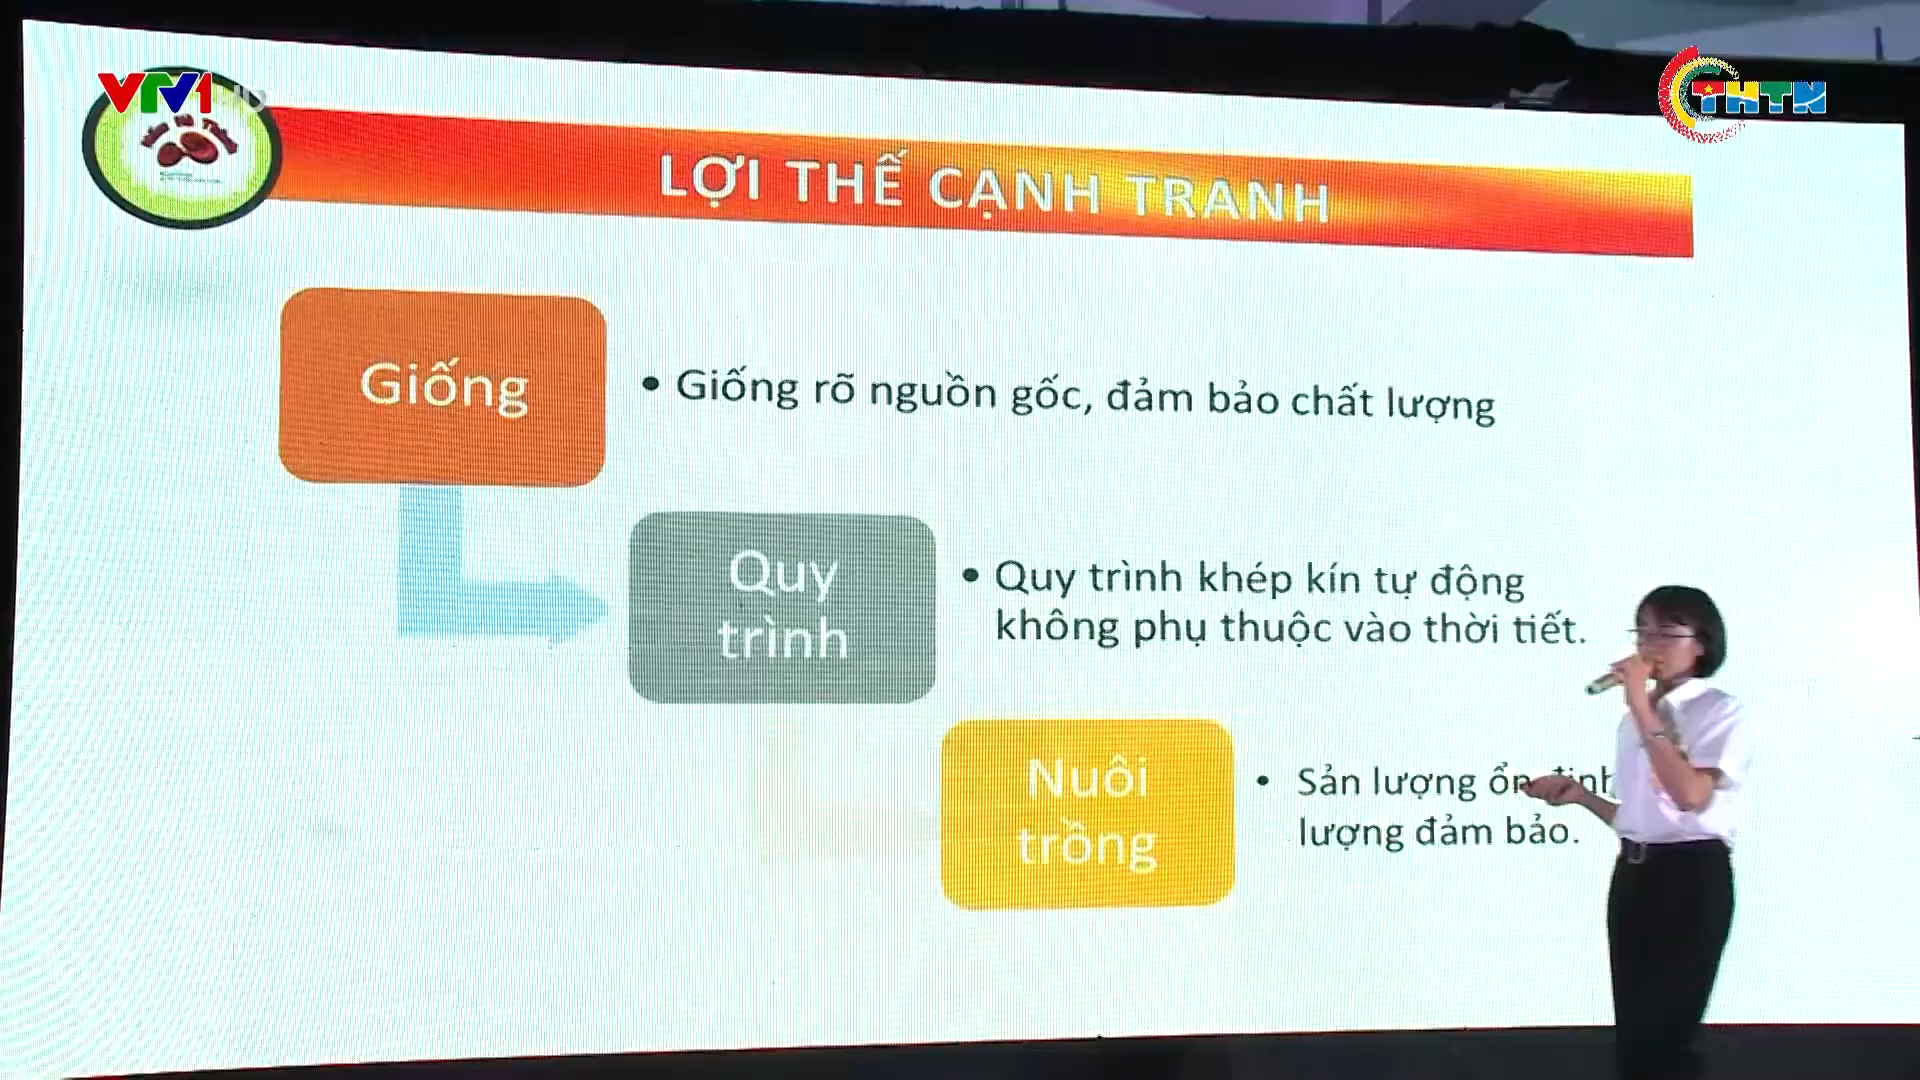 VTV1
THTN
LỢI THẾ CẠNH TRANH
Giống
• Giống rõ nguồn gốc, đảm bảo chất lượng
Quy
trình
• Quy trình khép kín tự động
không phụ thuộc vào thời tiết.
Nuôi
trồng
• Sản lượng ổn định
lượng đảm bảo.